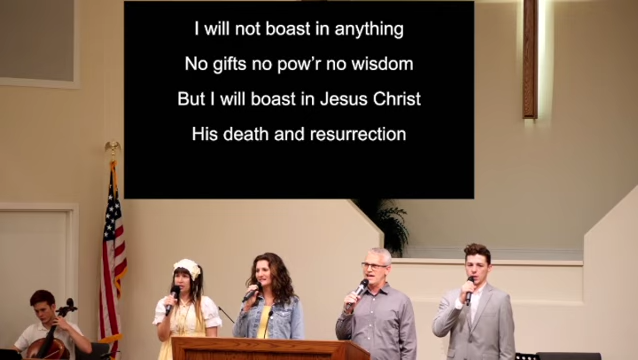 I will not boast in anything
No gifts no pow'r no wisdom
But I will boast in Jesus Christ
His death and resurrection